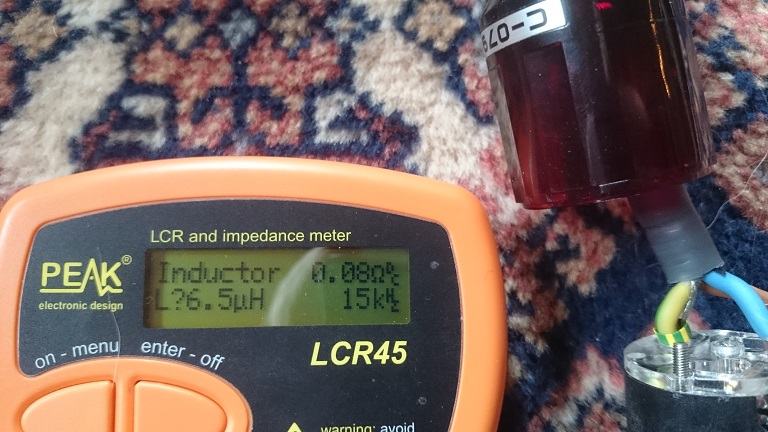 C-079
LCR and impedance meter
PEAK®
electronic design
Inductor 0.08Ω
L?6.5µH 15k
on - menu enter - off
LCR45
warning: avoid